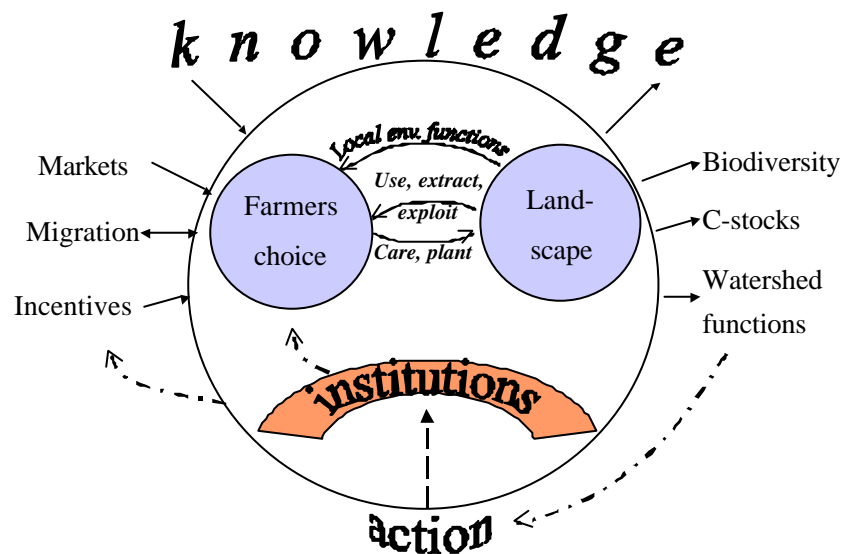 knowledge
Local env. functions
Markets
Migration
Incentives
Farmers
choice
Use, extract,
exploit
Care, plant
Land-
scape
Biodiversity
C-stocks
Watershed
functions
institutions
action